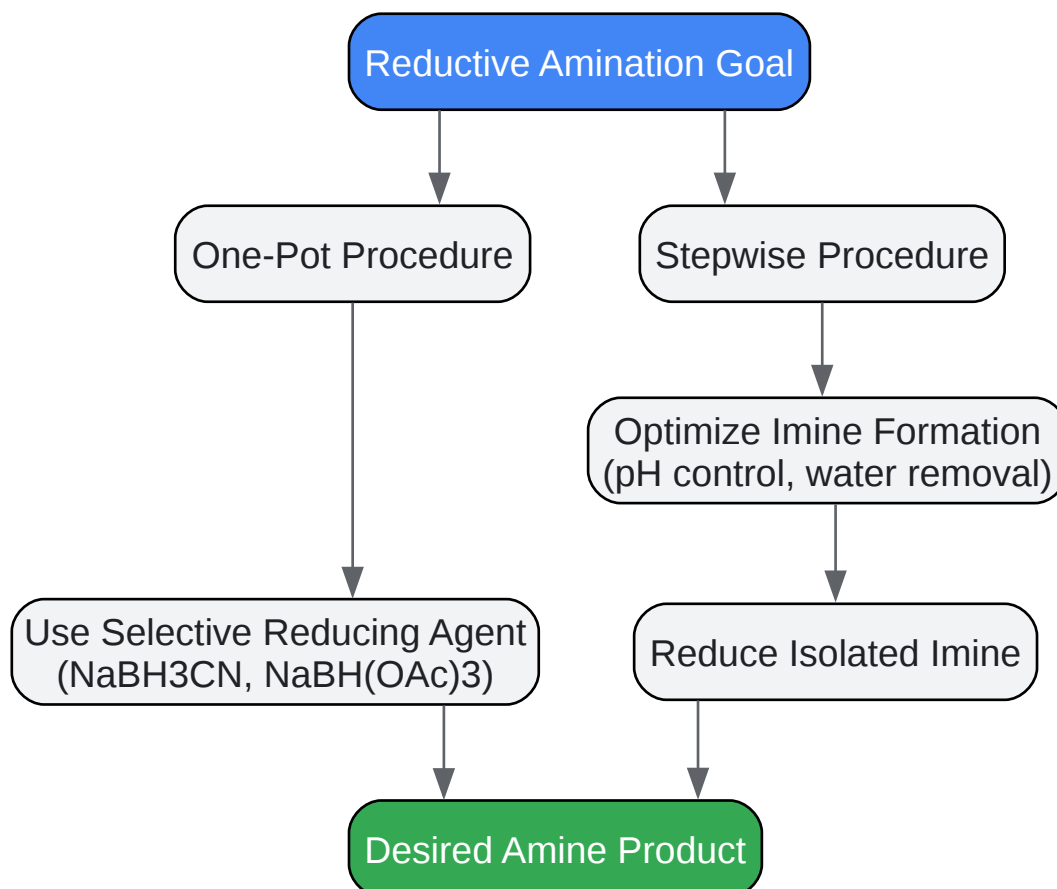 Reductive Amination Goal
One-Pot Procedure
Stepwise Procedure
Optimize Imine Formation
(pH control, water removal)
Use Selective Reducing Agent
(NaBH3CN, NaBH(OAc)3)
Reduce Isolated Imine
Desired Amine Product